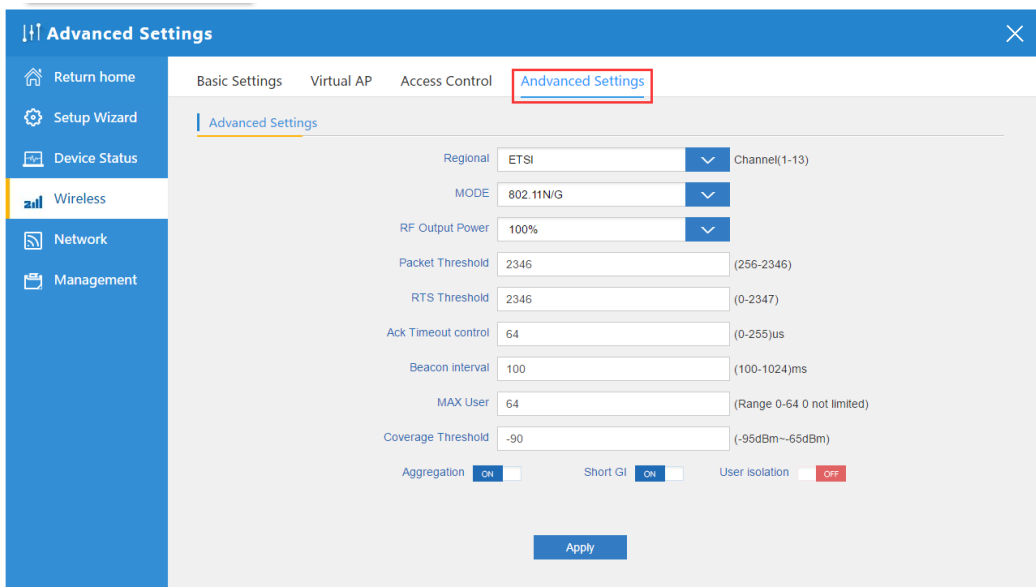 Advanced Settings
Return home
Setup Wizard
Device Status
Wireless
Network
Management
Basic Settings Virtual AP Access Control Andvanced Settings
Advanced Settings
Regional ETSI Channel(1-13)
MODE 802.11N/G
RF Output Power 100%
Packet Threshold 2346 (256-2346)
RTS Threshold 2346 (0-2347)
Ack Timeout control 64 (0-255)us
Beacon interval 100 (100-1024)ms
MAX User 64 (Range 0-64 0 not limited)
Coverage Threshold -90 (-95dBm~-65dBm)
Aggregation ON Short GI ON User isolation OFF
Apply